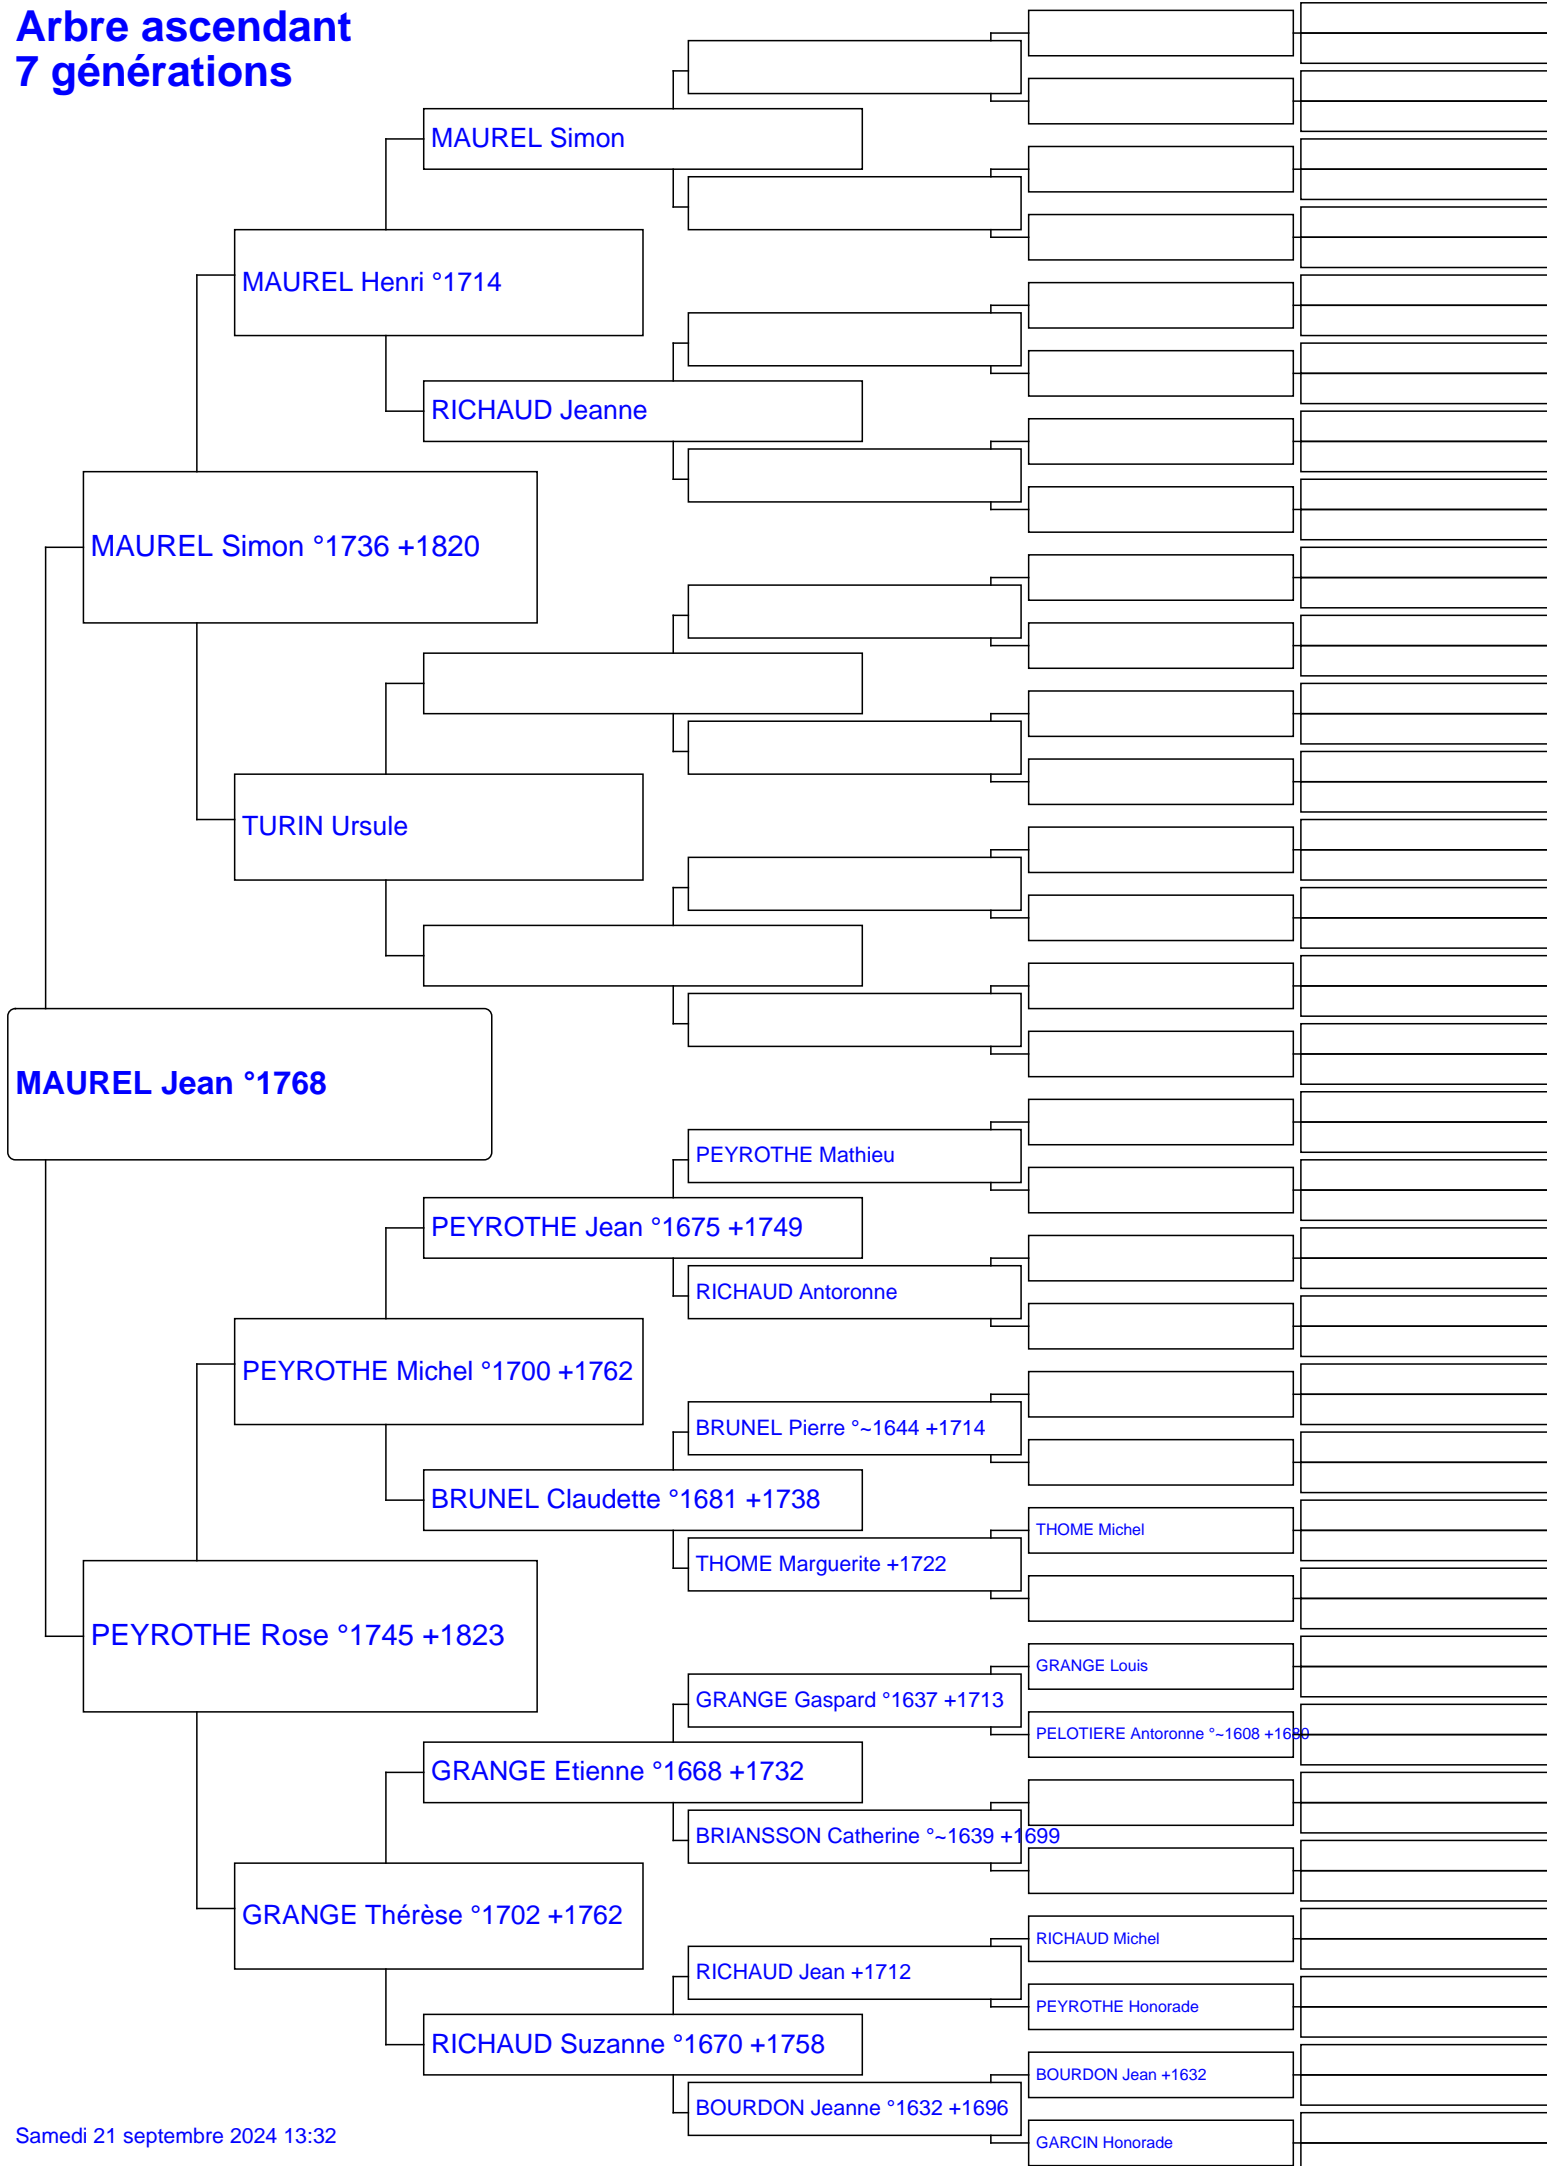 Arbre ascendant
7 générations
MAUREL Simon
MAUREL Henri °1714
RICHAUD Jeanne
MAUREL Simon °1736 +1820
TURIN Ursule
MAUREL Jean °1768
PEYROTHE Mathieu
PEYROTHE Jean °1675 +1749
RICHAUD Antoronne
PEYROTHE Michel °1700 +1762
BRUNEL Pierre °~1644 +1714
BRUNEL Claudette °1681 +1738
THOME Michel
THOME Marguerite +1722
PEYROTHE Rose °1745 +1823
GRANGE Louis
GRANGE Gaspard °1637 +1713
PELOTIERE Antoronne °~1608 +1680
GRANGE Etienne °1668 +1732
BRIANSSON Catherine °~1639 +1699
GRANGE Thérèse °1702 +1762
RICHAUD Michel
RICHAUD Jean +1712
PEYROTHE Honorade
RICHAUD Suzanne °1670 +1758
BOURDON Jean +1632
BOURDON Jeanne °1632 +1696
GARCIN Honorade
Samedi 21 septembre 2024 13:32